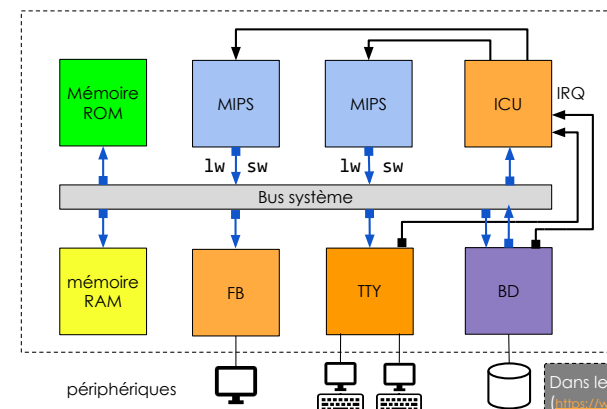 Mémoire
ROM
MIPS
MIPS
ICU
IRQ
lw sw
lw sw
Bus système
mémoire
RAM
FB
TTY
BD
périphériques
Dans le
(https://w